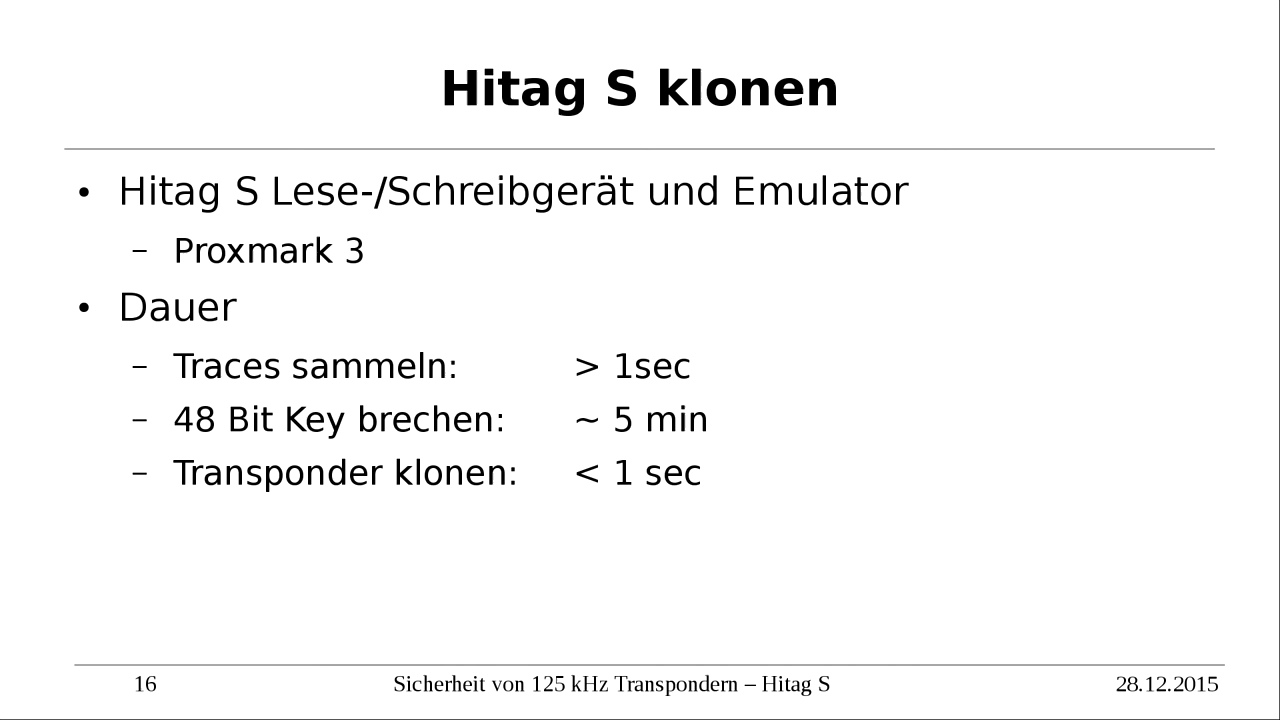 Hitag S klonen
• Hitag S Lese-/Schreibgerät und Emulator
– Proxmark 3
• Dauer
– Traces sammeln: > 1sec
– 48 Bit Key brechen: ~ 5 min
– Transponder klonen: < 1 sec
16 Sicherheit von 125 kHz Transpondern – Hitag S 28.12.2015